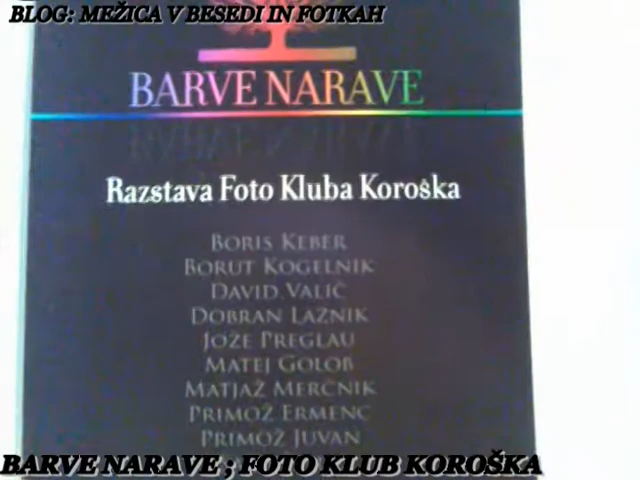 BLOG: MEŽICA V BESEDI IN FOTKAH
BARVE NARAVE
Razstava Foto Kluba Koroška
BORIS KEBER
BORUT KOGELNIK
DAVID VALIČ
DOBRAN LAZNIK
JOŽE PREGLAU
MATEJ GOLOB
MATJAŽ MERČNIK
PRIMOŽ ERMENC
PRIMOŽ JUVAN
BARVE NARAVE ; FOTO KLUB KOROŠKA